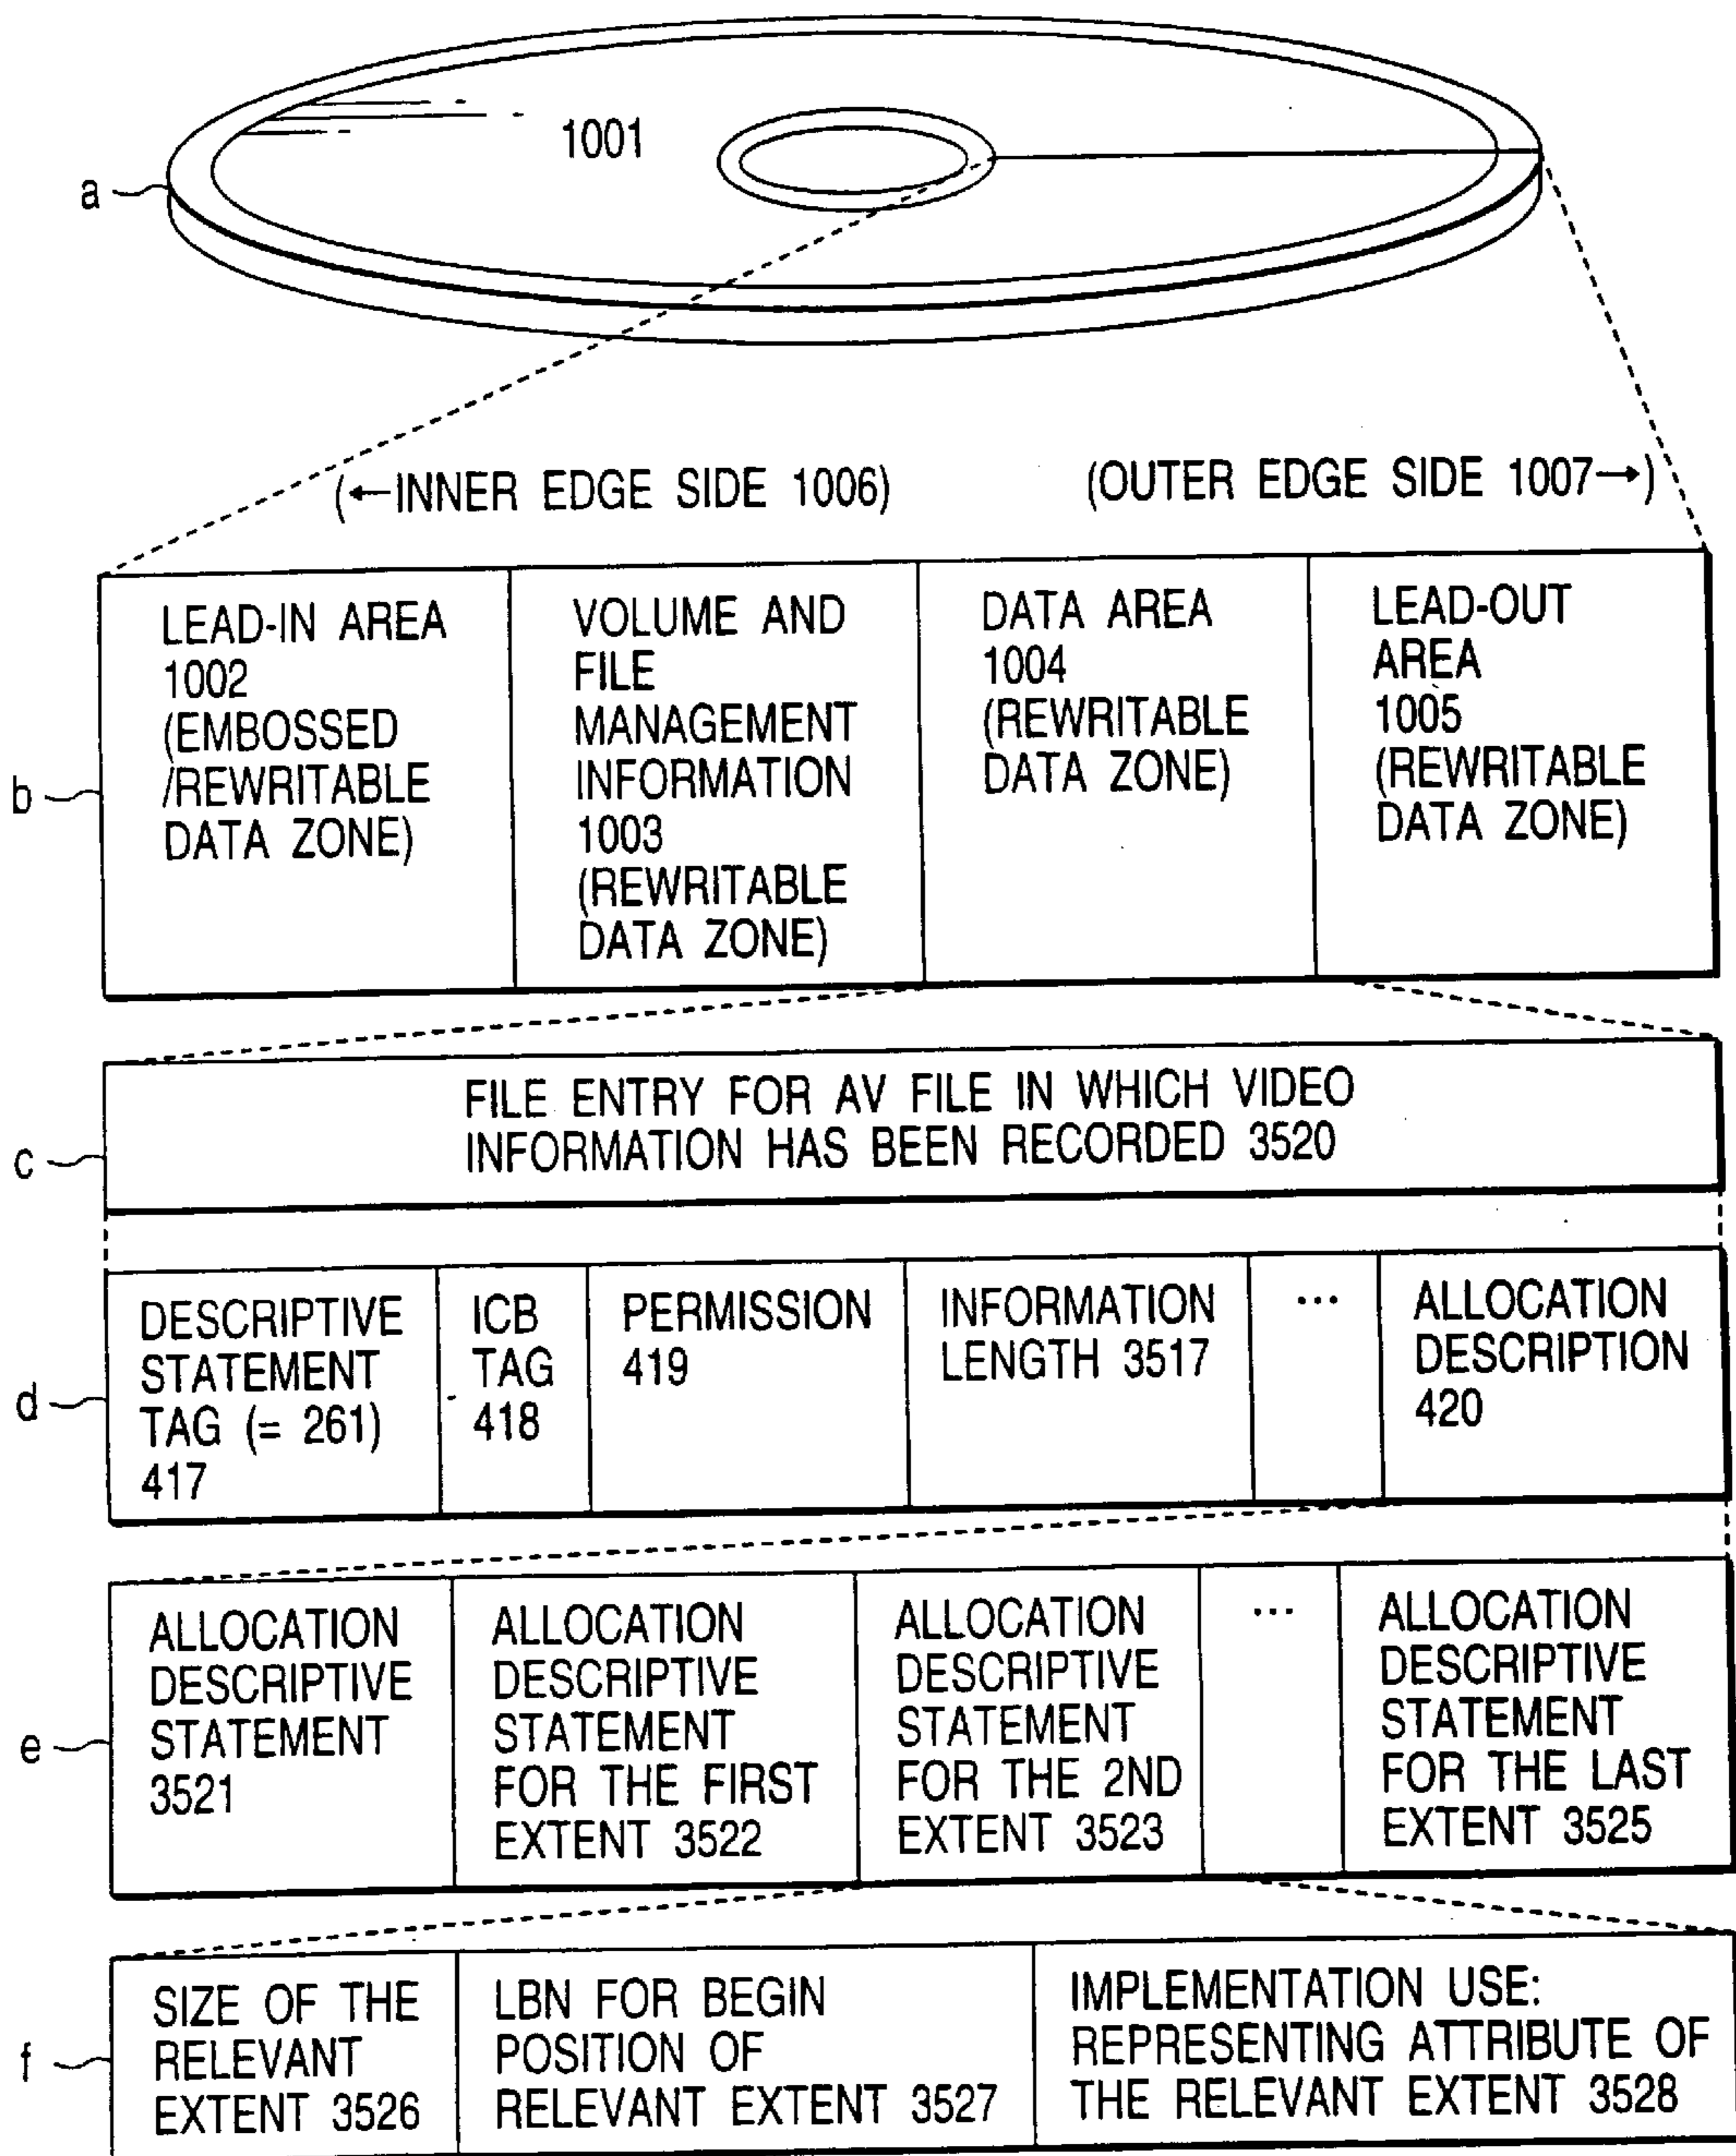 1001
a
(←INNER EDGE SIDE 1006)
(OUTER EDGE SIDE 1007→)
b
LEAD-IN AREA
1002
(EMBOSSED
/REWRITABLE
DATA ZONE)
VOLUME AND
FILE
MANAGEMENT
INFORMATION
1003
(REWRITABLE
DATA ZONE)
DATA AREA
1004
(REWRITABLE
DATA ZONE)
LEAD-OUT
AREA
1005
(REWRITABLE
DATA ZONE)
c
FILE ENTRY FOR AV FILE IN WHICH VIDEO
INFORMATION HAS BEEN RECORDED 3520
d
DESCRIPTIVE
STATEMENT
TAG (= 261)
417
ICB
TAG
418
PERMISSION
419
INFORMATION
LENGTH 3517
...
ALLOCATION
DESCRIPTION
420
e
ALLOCATION
DESCRIPTIVE
STATEMENT
3521
ALLOCATION
DESCRIPTIVE
STATEMENT
FOR THE FIRST
EXTENT 3522
ALLOCATION
DESCRIPTIVE
STATEMENT
FOR THE 2ND
EXTENT 3523
...
ALLOCATION
DESCRIPTIVE
STATEMENT
FOR THE LAST
EXTENT 3525
f
SIZE OF THE
RELEVANT
EXTENT 3526
LBN FOR BEGIN
POSITION OF
RELEVANT EXTENT 3527
IMPLEMENTATION USE:
REPRESENTING ATTRIBUTE OF
THE RELEVANT EXTENT 3528